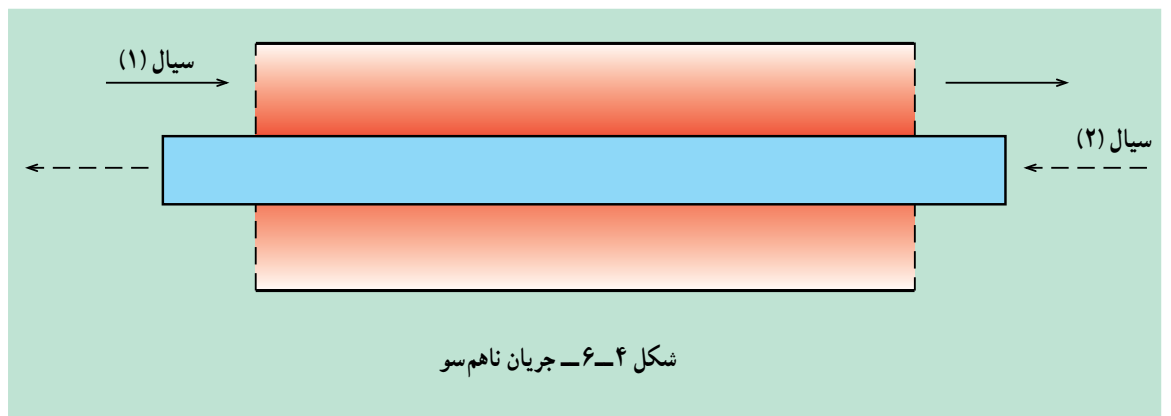 سیال (۱)
سیال (۲)
شکل ۴ــ۶ــ جریان ناهم‌سو